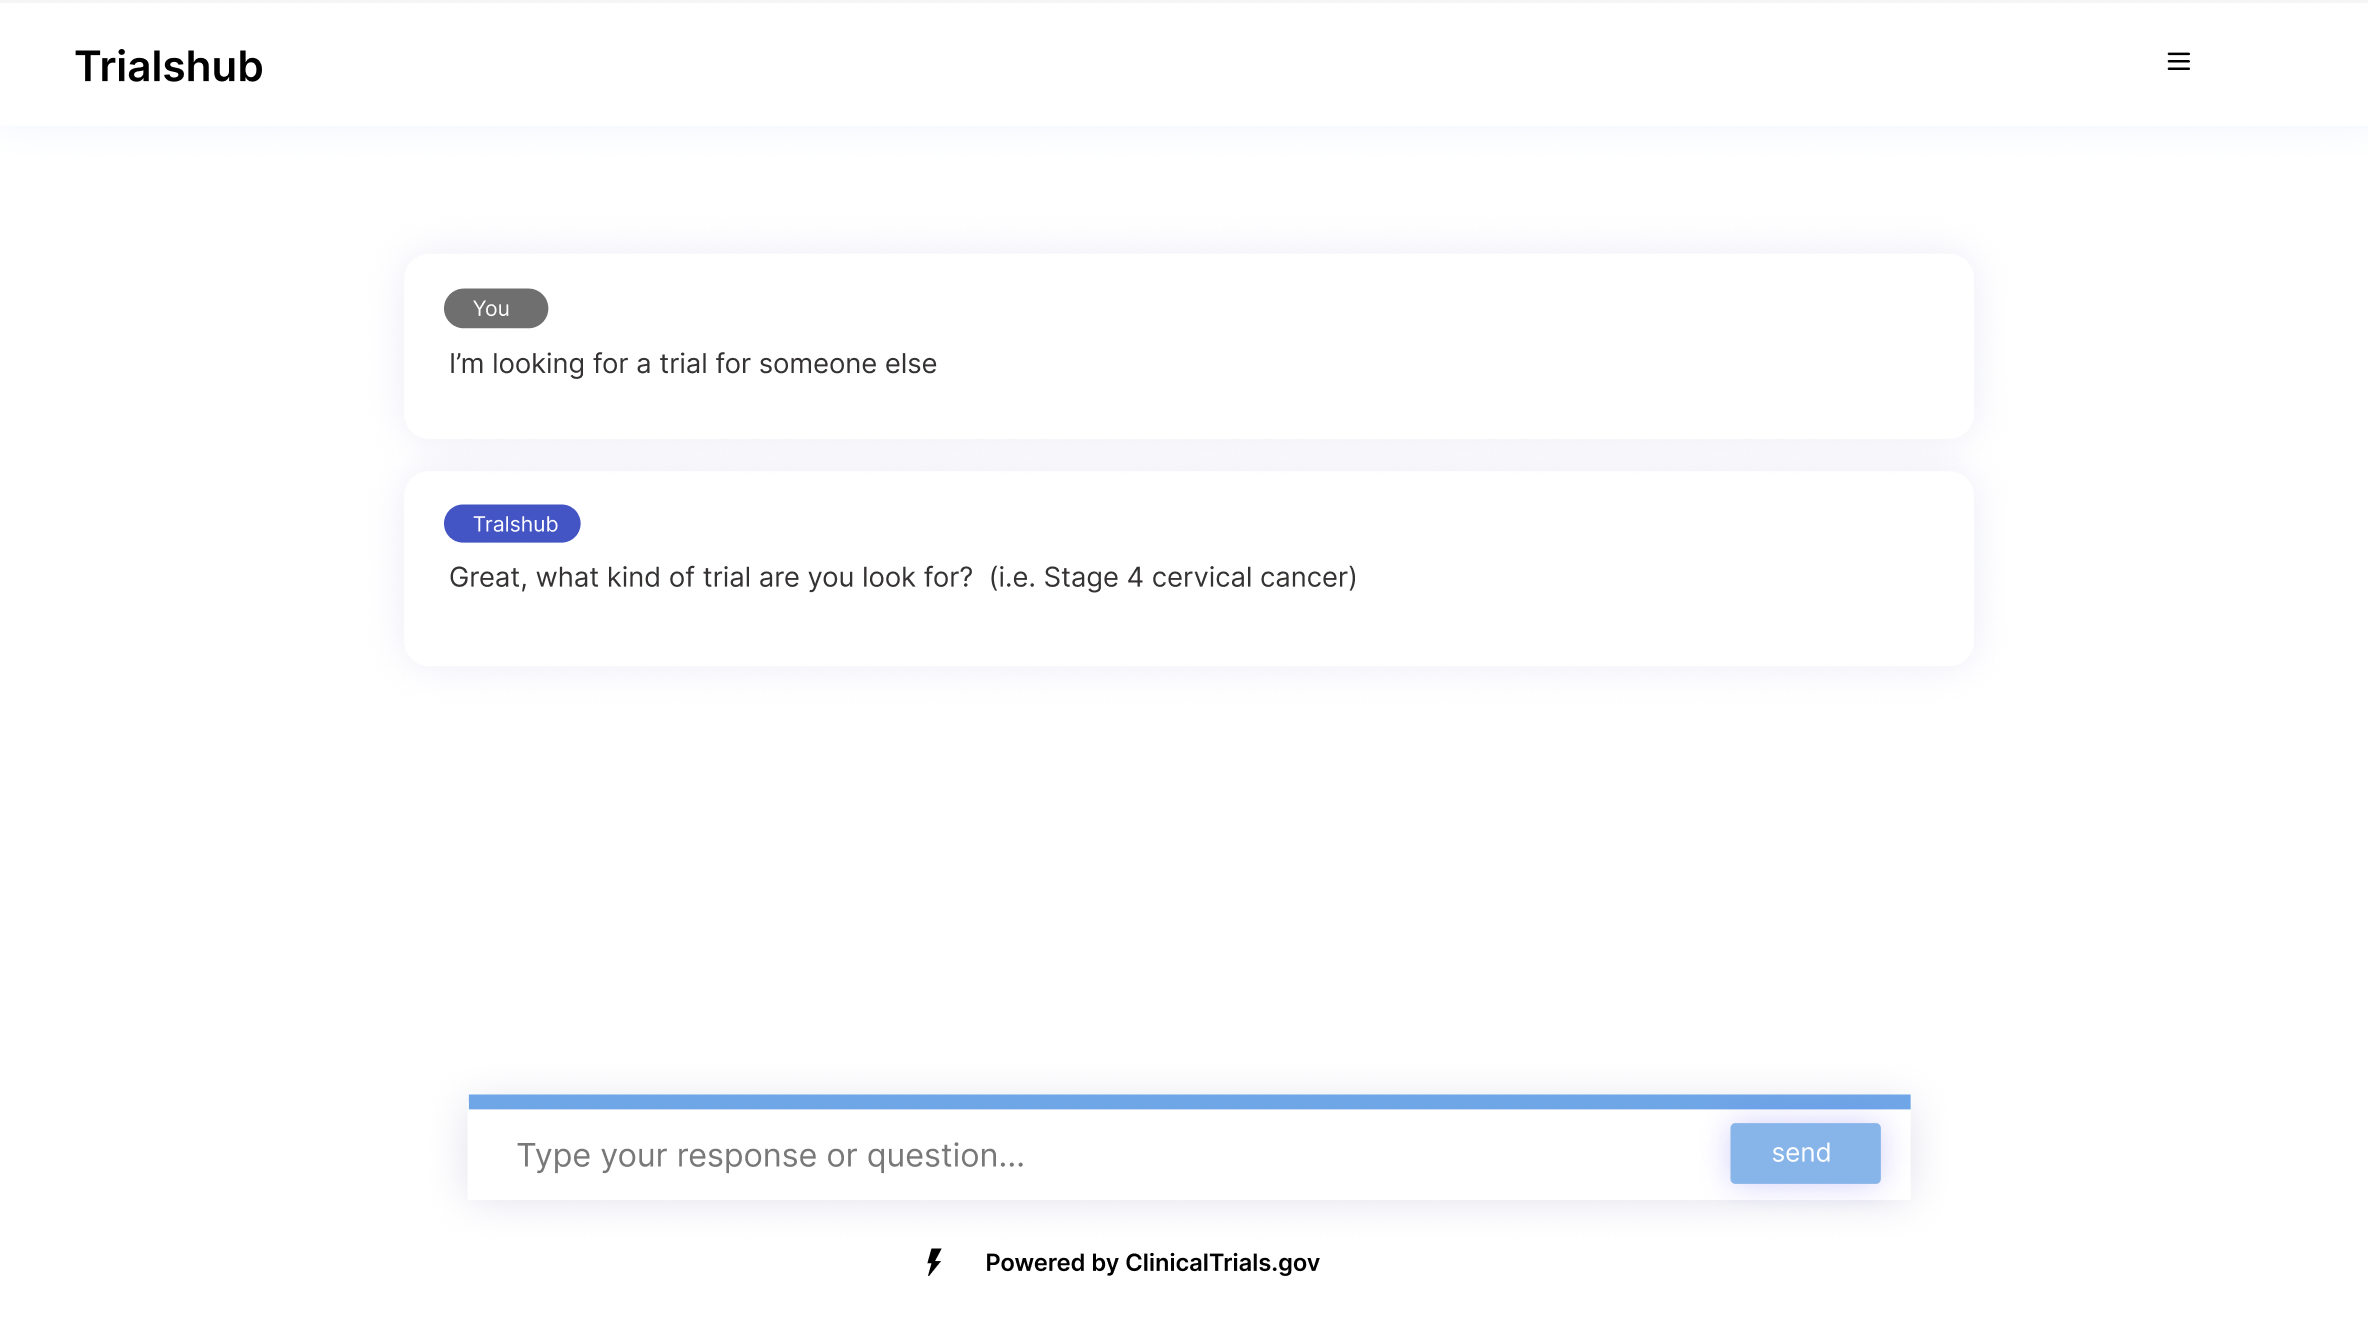 Trialshub
You
I’m looking for a trial for someone else
Tralshub
Great, what kind of trial are you look for?  (i.e. Stage 4 cervical cancer)
Type your response or question...
send
Powered by ClinicalTrials.gov